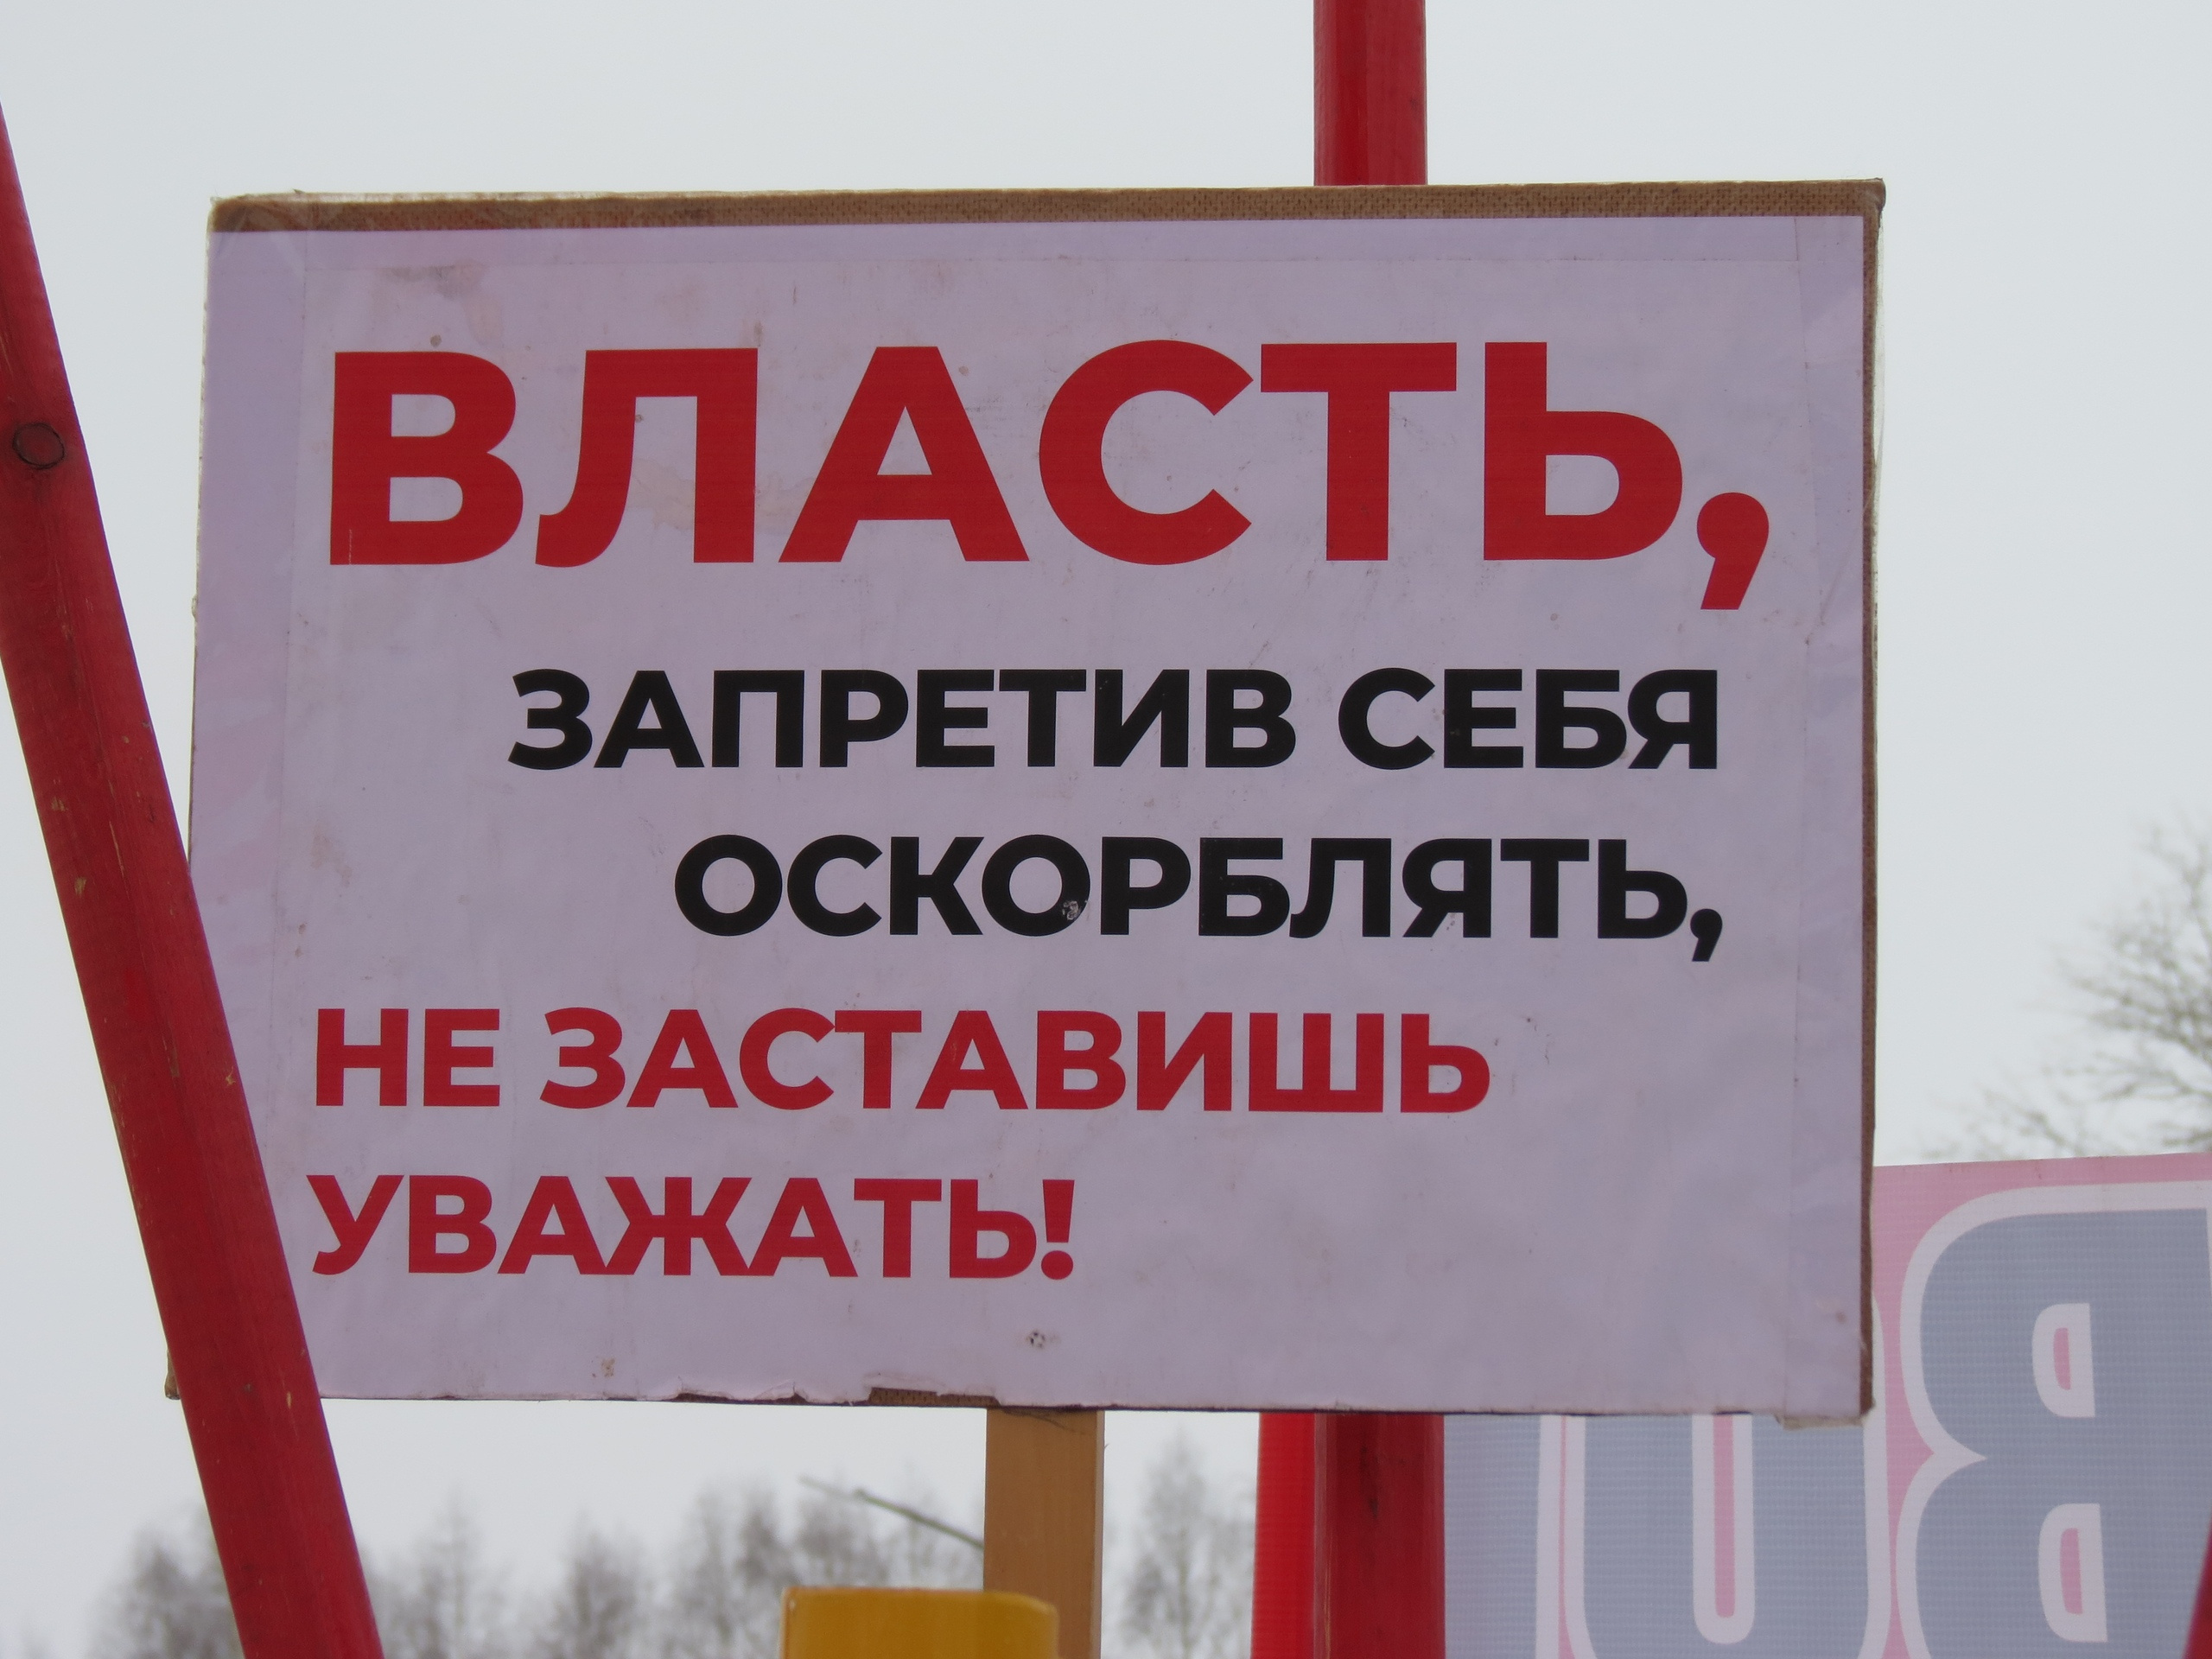 ВЛАСТЬ,
ЗАПРЕТИВ СЕБЯ
ОСКОРБЛЯТЬ,
НЕ ЗАСТАВИШЬ
УВАЖАТЬ!